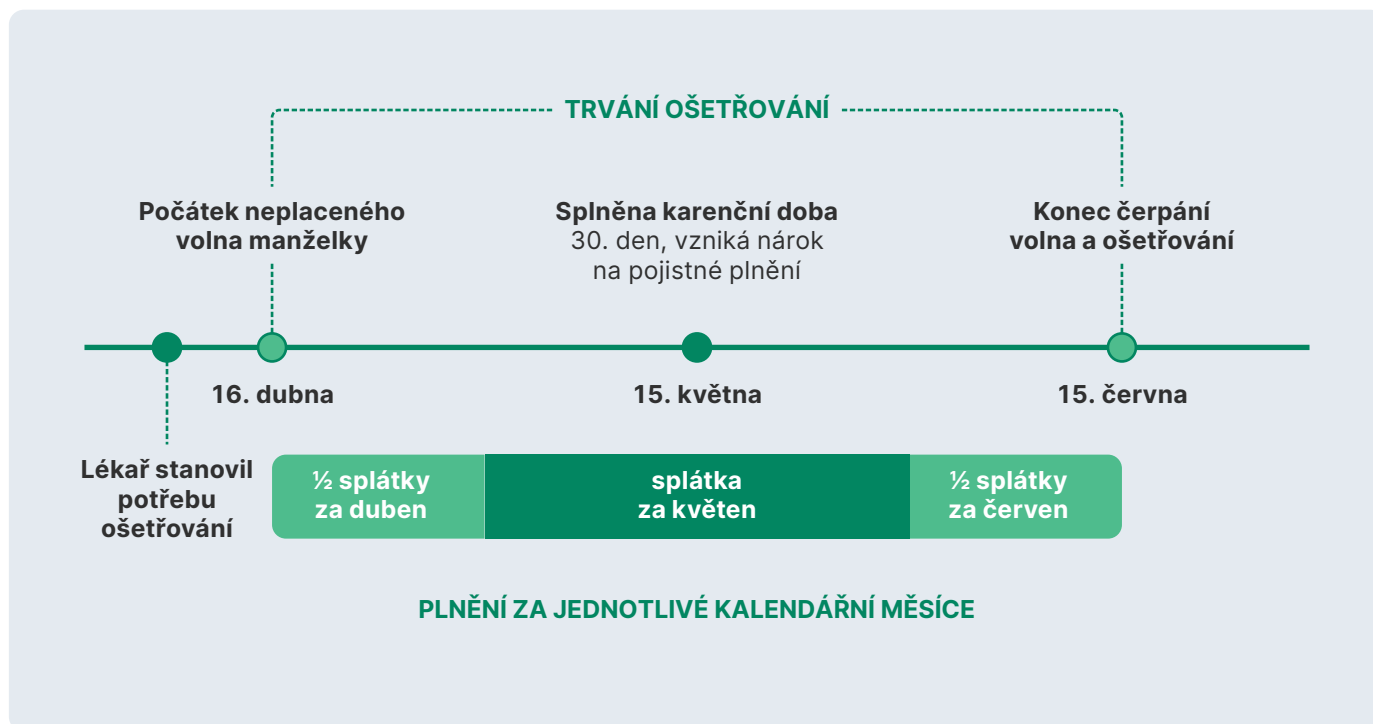 TRVÁNÍ OŠETŘOVÁNÍ
Počátek neplaceného
volna manželky
Splněna karenční doba
30. den, vzniká nárok
na pojistné plnění
Konec čerpání
volna a ošetřování
16. dubna
15. května
15. června
Lékař stanovil
potřebu
ošetřování
½ splátky
za duben
splátka
za květen
½ splátky
za červen
PLNĚNÍ ZA JEDNOTLIVÉ KALENDÁŘNÍ MĚSÍCE